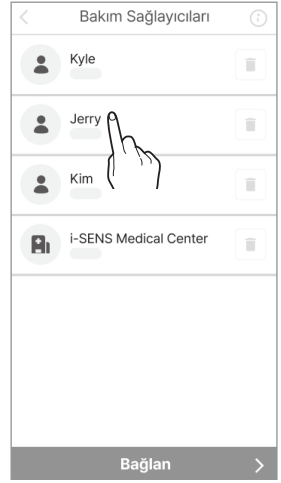 Bakım Sağlayıcıları
Kyle
Jerry
Kim
i-SENS Medical Center
Bağlan